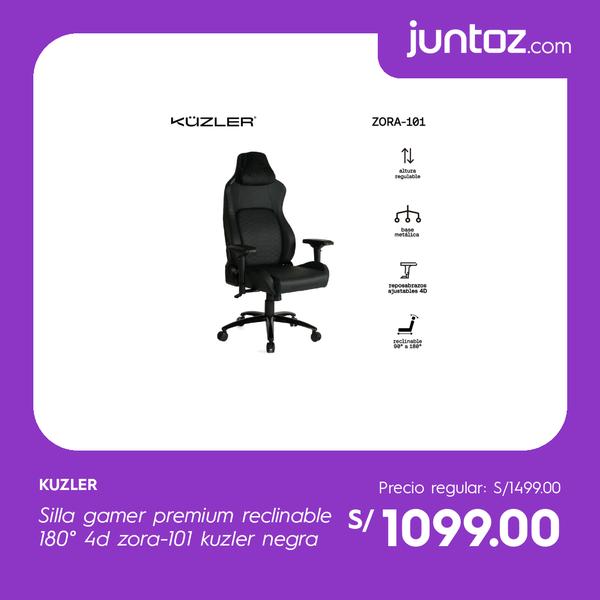 juntoz.com
KÜZLER
ZORA-101
altura
regulable
base
metálica
reposabrazos
ajustables 4D
reclinable
90° a 180°
KUZLER
Silla gamer premium reclinable
180° 4d zora-101 kuzler negra
Precio regular: S/1499.00
S/ 1099.00